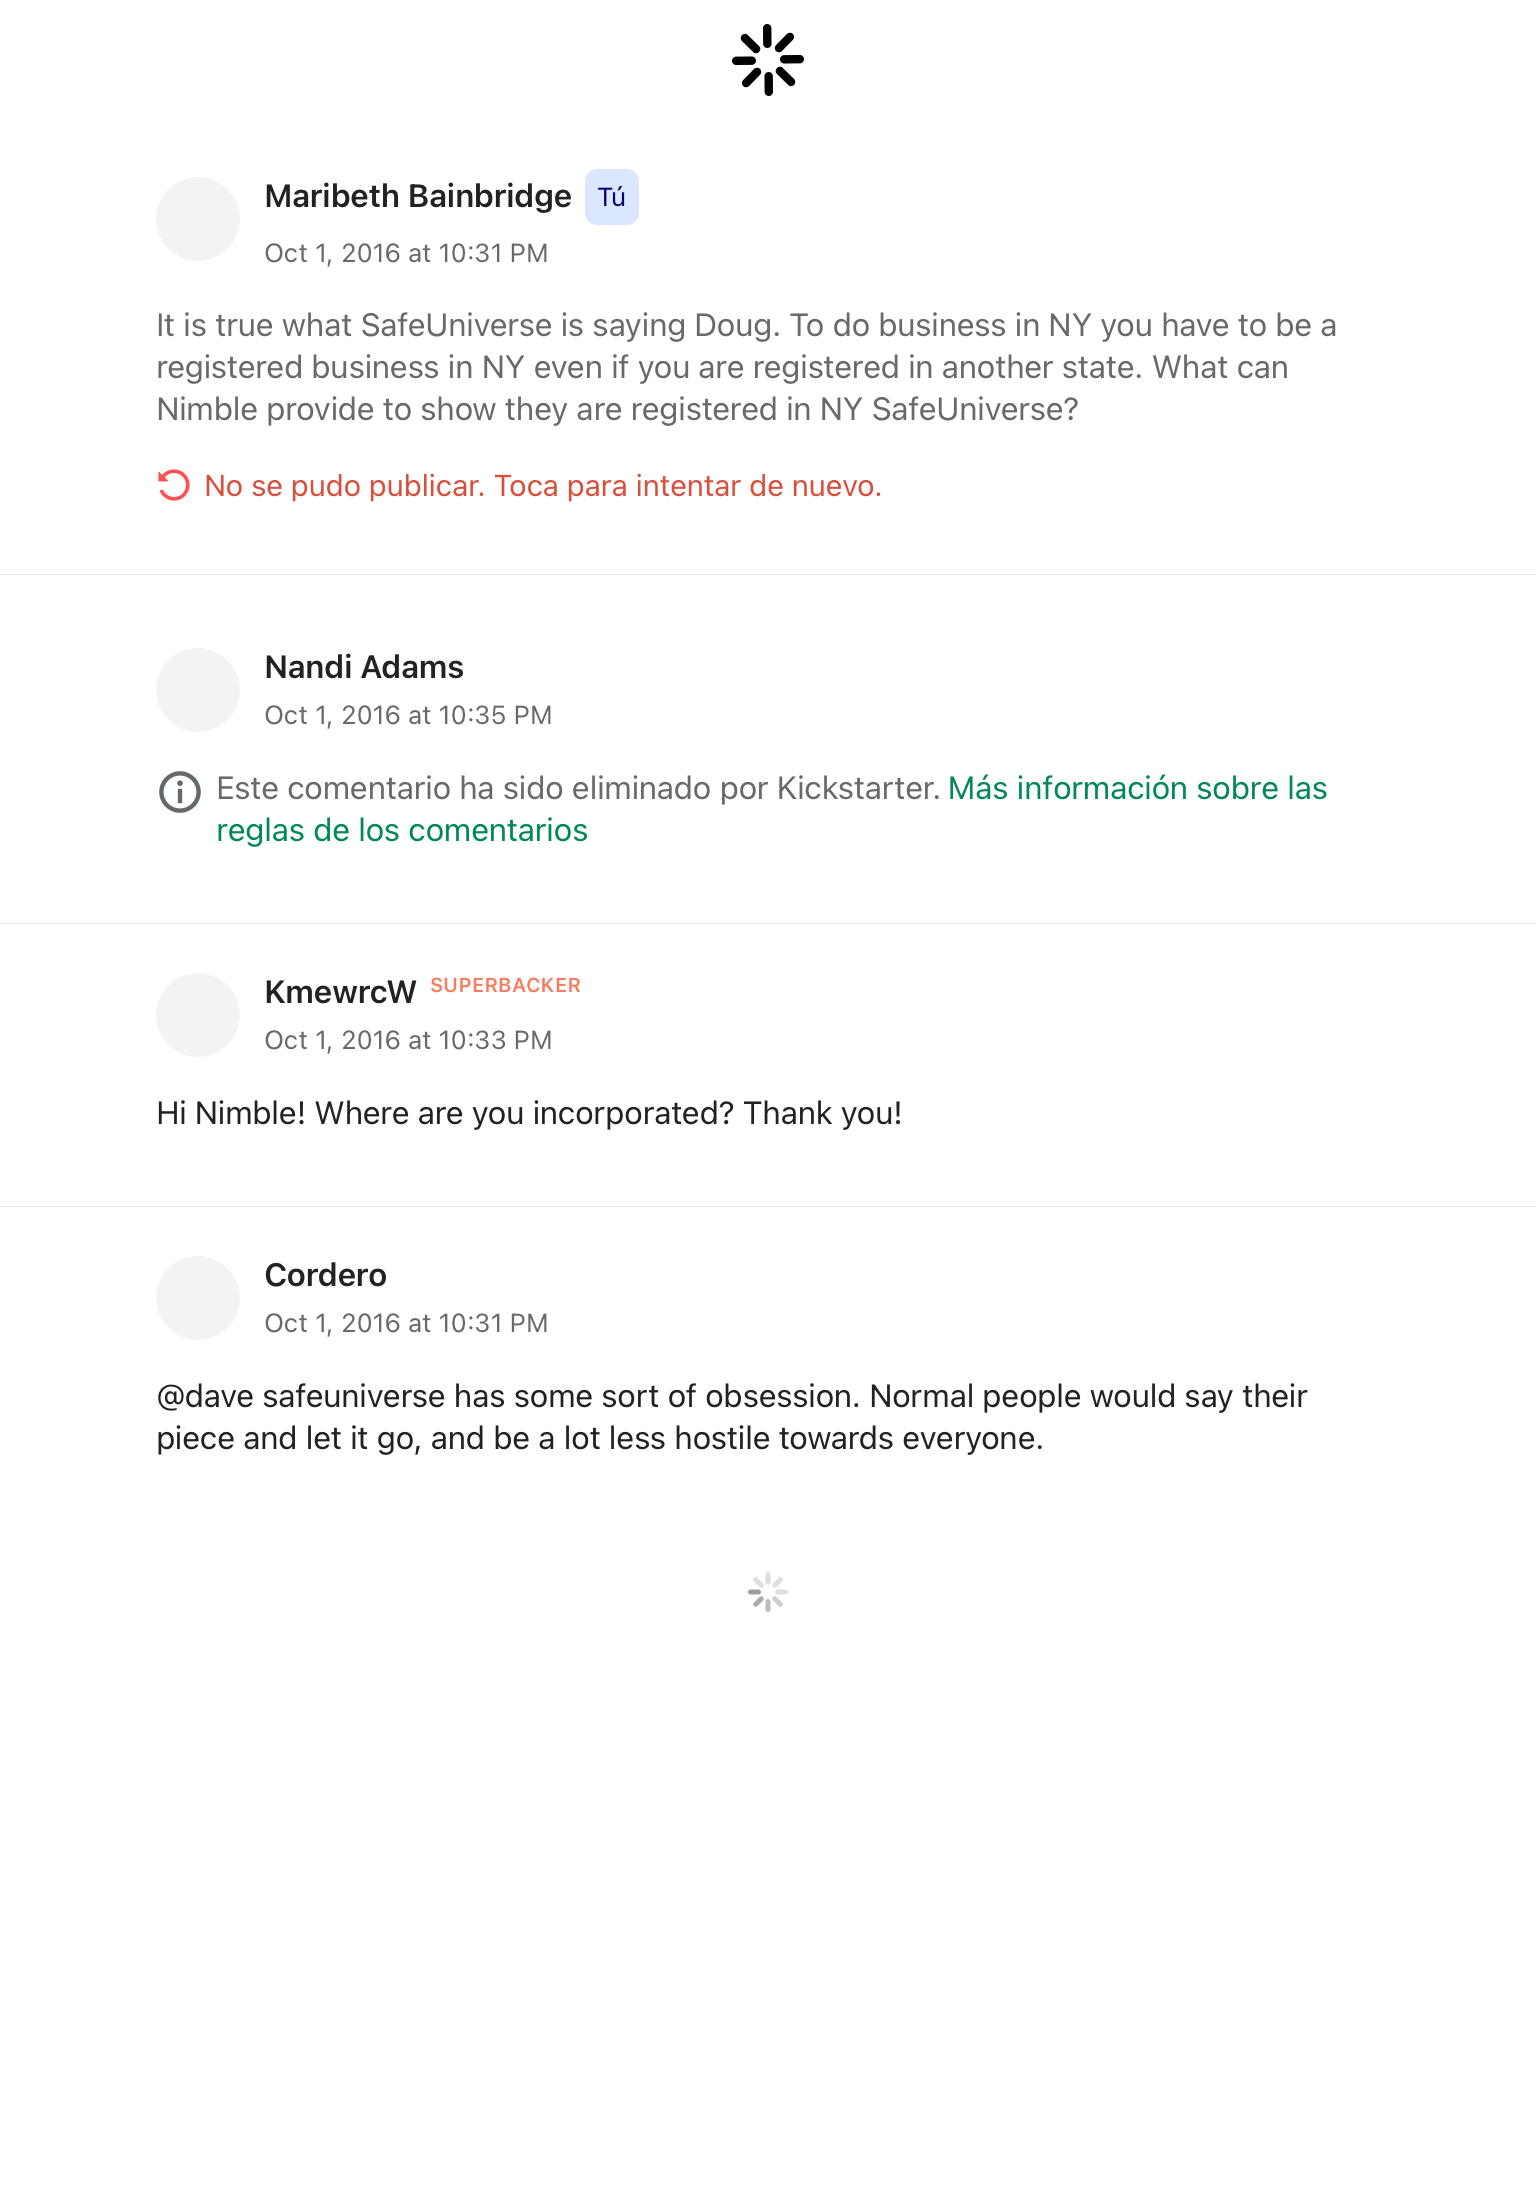 Maribeth Bainbridge Tú
Oct 1, 2016 at 10:31 PM
It is true what SafeUniverse is saying Doug. To do business in NY you have to be a
registered business in NY even if you are registered in another state. What can
Nimble provide to show they are registered in NY SafeUniverse?
No se pudo publicar. Toca para intentar de nuevo.
Nandi Adams
Oct 1, 2016 at 10:35 PM
Este comentario ha sido eliminado por Kickstarter. Más información sobre las
reglas de los comentarios
KmewrcW SUPERBACKER
Oct 1, 2016 at 10:33 PM
Hi Nimble! Where are you incorporated? Thank you!
Cordero
Oct 1, 2016 at 10:31 PM
@dave safeuniverse has some sort of obsession. Normal people would say their
piece and let it go, and be a lot less hostile towards everyone.